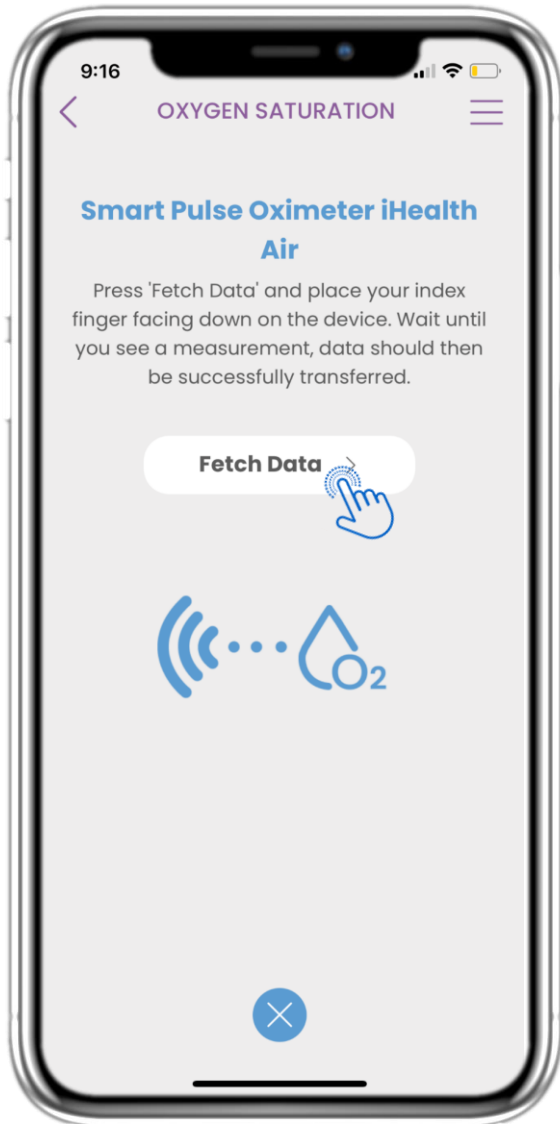 9:16
OXYGEN SATURATION
Smart Pulse Oximeter iHealth
Air
Press 'Fetch Data' and place your index
finger facing down on the device. Wait until
you see a measurement, data should then
be successfully transferred.
Fetch Data
O2